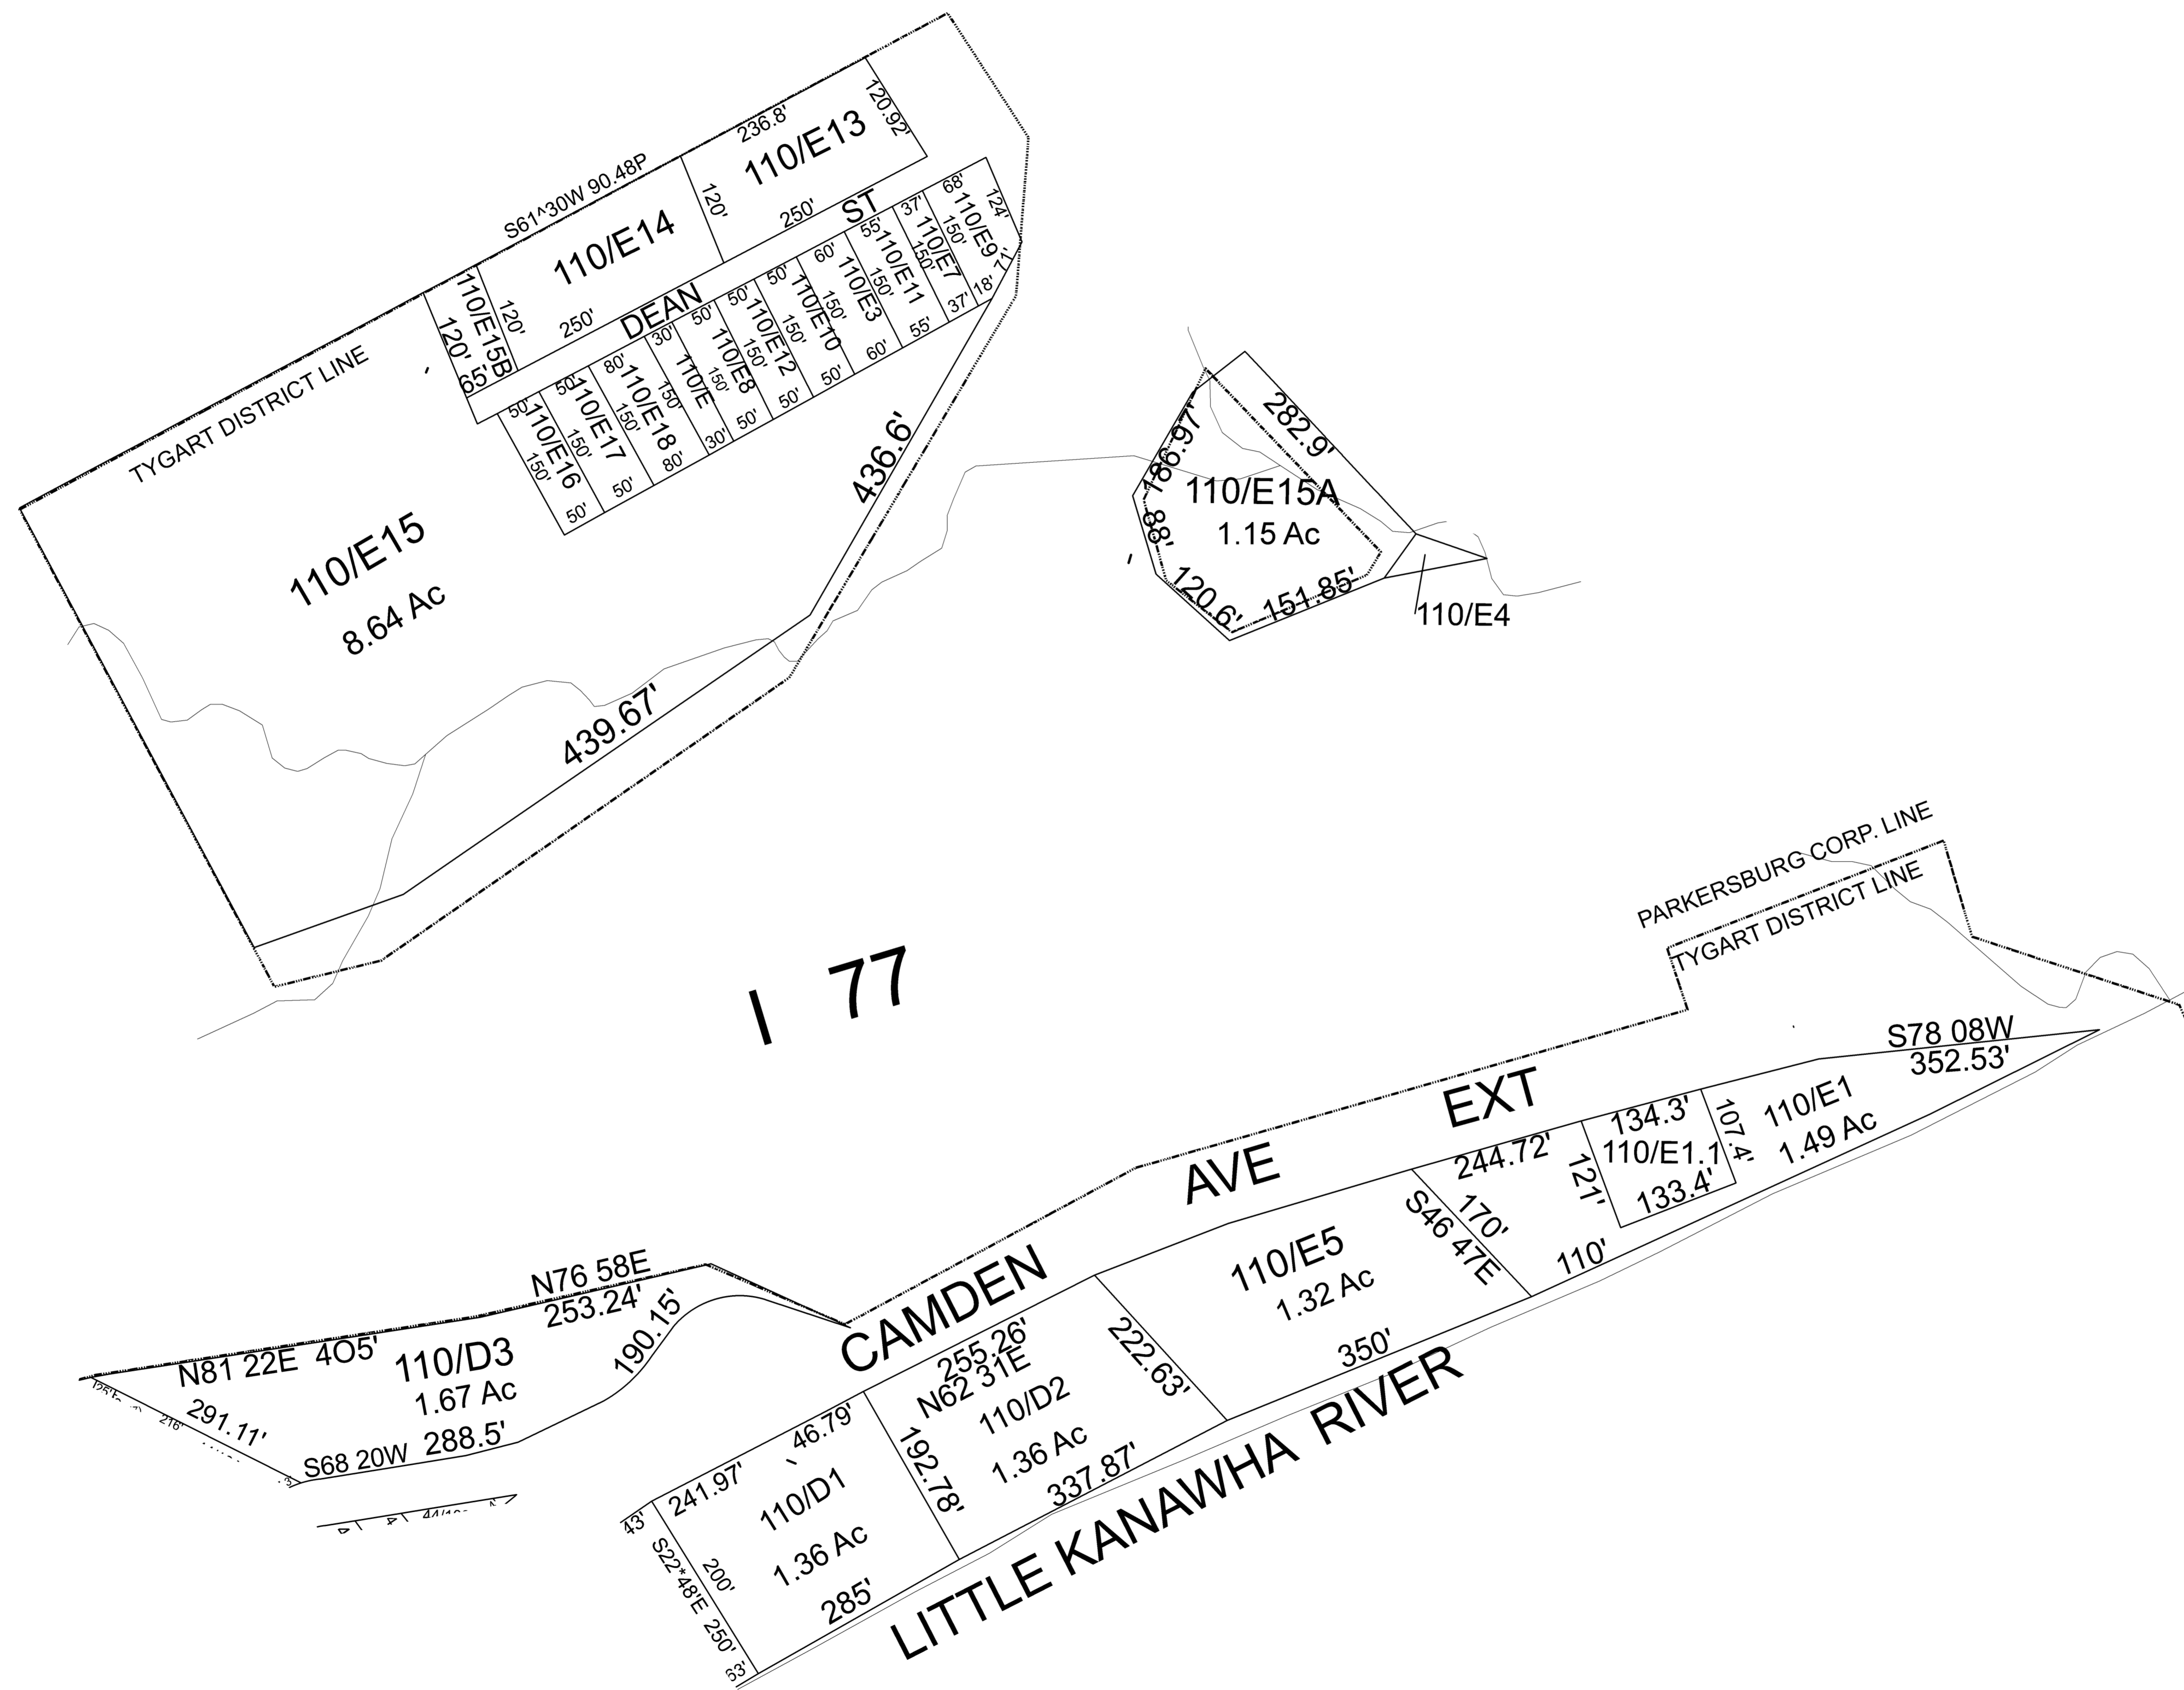 236.8'
120.92'
110/E13
S61^30W 90.48P
120'
250'
ST
110/E14
DEAN
250'
120'
110/E15B
120'
65'
TYGART DISTRICT LINE
68'
124'
110/E9
150'
71'
18'
37'
110/E7
150'
37'
55'
110/E11
150'
55'
60'
110/E3
150'
60'
50'
110/E10
150'
50'
50'
110/E12
150'
50'
50'
110/E8
150'
50'
30'
110/E
150'
30'
80'
110/E18
150'
80'
50'
110/E17
150'
50'
50'
110/E16
150'
50'
436.6'
110/E15
8.64 Ac
439.67'
282.9'
186.97'
110/E15A
1.15 Ac
88'
120.6'
151.85'
110/E4
I 77
PARKERSBURG CORP. LINE
TYGART DISTRICT LINE
S78 08W
352.53'
110/E1
1.49 Ac
107.4'
134.3'
110/E1.1
133.4'
121'
244.72'
170'
S46 47E
110'
CAMDEN AVE EXT
110/E5
1.32 Ac
350'
222.63'
255.26'
N62 31E
110/D2
1.36 Ac
192.78'
337.87'
46.79'
241.97'
110/D1
1.36 Ac
285'
43'
S22*48'E
200'
250'
63'
LITTLE KANAWHA RIVER
N76 58E
253.24'
190.15'
N81 22E 4O5'
110/D3
1.67 Ac
291.11'
S68 20W 288.5'
216'